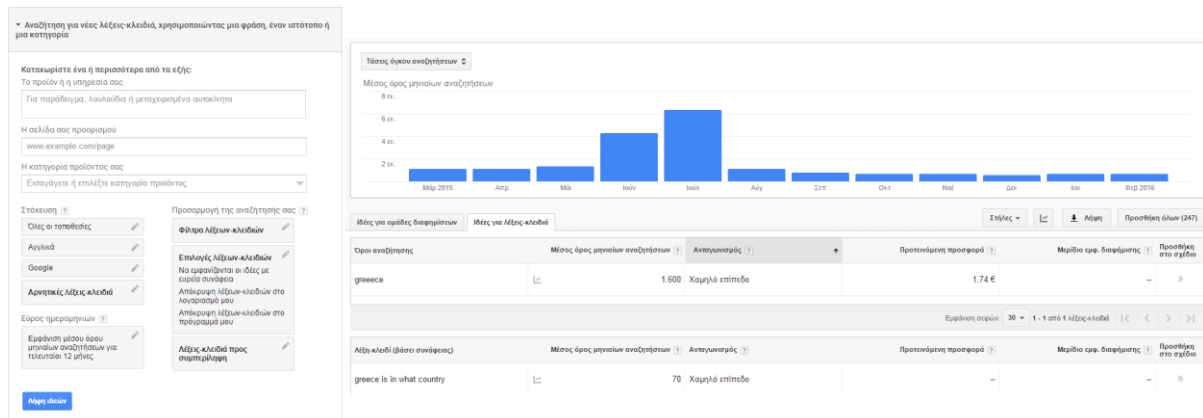 Αναζήτηση για νέες λέξεις-κλειδιά, χρησιμοποιώντας μια φράση, έναν ιστότοπο ή
μια κατηγορία
Καταχωρίστε ένα ή περισσότερα από τα εξής:
Το προϊόν ή η υπηρεσία σας
Για παράδειγμα, λουλούδια ή μεταχειρισμένα αυτοκίνητα
Η σελίδα σας προορισμού
www.example.com/page
Η κατηγορία προϊόντος σας
Εισαγάγετε ή επιλέξτε κατηγορία προϊόντος
Στόχευση ?
Όλες οι τοποθεσίες
Αγγλικά
Google
Αρνητικές λέξεις-κλειδιά
Εύρος ημερομηνιών ?
Εμφάνιση μέσου όρου
μηνιαίων αναζητήσεων για:
τελευταίοι 12 μήνες
Προσαρμογή της αναζήτησής σας ?
Φίλτρα λέξεων-κλειδιών
Επιλογές λέξεων-κλειδιών
Να εμφανίζονται οι ιδέες με
ευρεία συνάφεια
Απόκρυψη λέξεων-κλειδιών στο
λογαριασμό μου
Απόκρυψη λέξεων-κλειδιών στο
πρόγραμμά μου
Λέξεις-κλειδιά προς
συμπερίληψη
Λήψη ιδεών
Τάσεις όγκου αναζητήσεων
Μέσος όρος μηνιαίων αναζητήσεων
8 εκ.
6 εκ.
4 εκ.
2 εκ.
Μάρ 2015 Απρ Μάι Ιούν Ιούλ Αύγ Σεπ Οκτ Νοέ Δεκ Ιαν Φεβ 2016
Ιδέες για ομάδες διαφημίσεων Ιδέες για λέξεις-κλειδιά Στήλες Λήψη Προσθήκη όλων (247)
Όροι αναζήτησης Μέσος όρος μηνιαίων αναζητήσεων ? Ανταγωνισμός ? Προτεινόμενη προσφορά ? Μερίδιο εμφ. διαφήμισης ? Προσθήκη
στο σχέδιο
greeece 1.600 Χαμηλό επίπεδο 1,74 € – »
Εμφάνιση σειρών: 30 1 - 1 από 1 λέξεις-κλειδιά |< < > >|
Λέξη-κλειδί (βάσει συνάφειας) Μέσος όρος μηνιαίων αναζητήσεων ? Ανταγωνισμός ? Προτεινόμενη προσφορά ? Μερίδιο εμφ. διαφήμισης ? Προσθήκη
στο σχέδιο
greece is in what country 70 Χαμηλό επίπεδο – – »